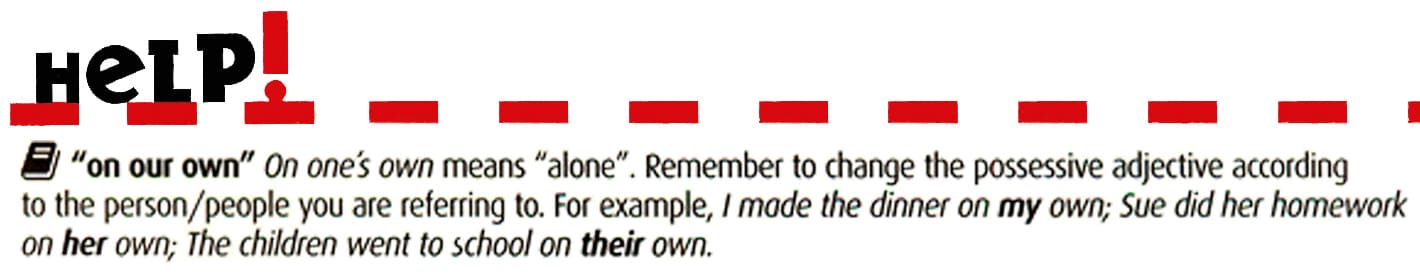 HeLP!
"on our own" On one's own means "alone". Remember to change the possessive adjective according
to the person/people you are referring to. For example, I made the dinner on my own; Sue did her homework
on her own; The children went to school on their own.